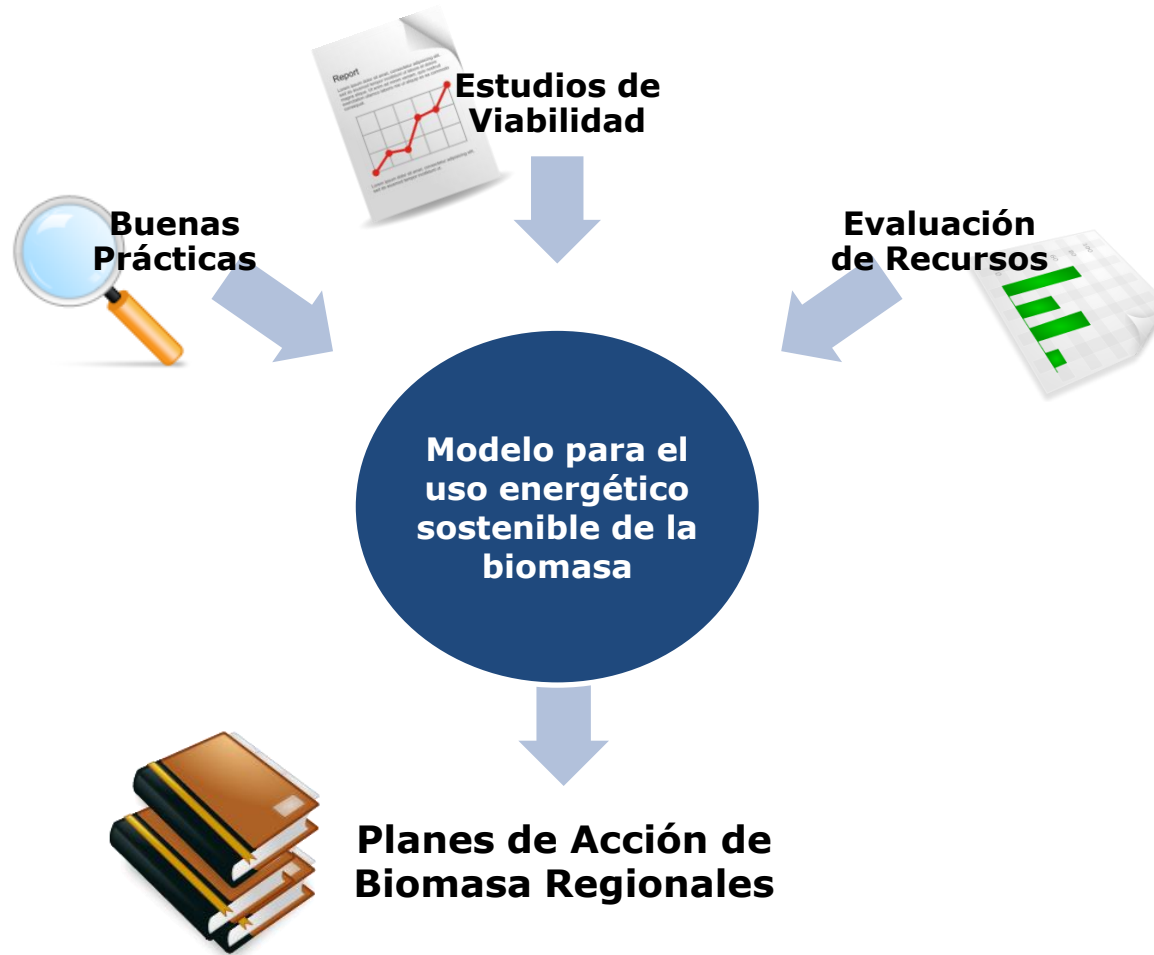 Report
Estudios de
Viabilidad
Buenas
Prácticas
Evaluación
de Recursos
Modelo para el
uso energético
sostenible de la
biomasa
Planes de Acción de
Biomasa Regionales